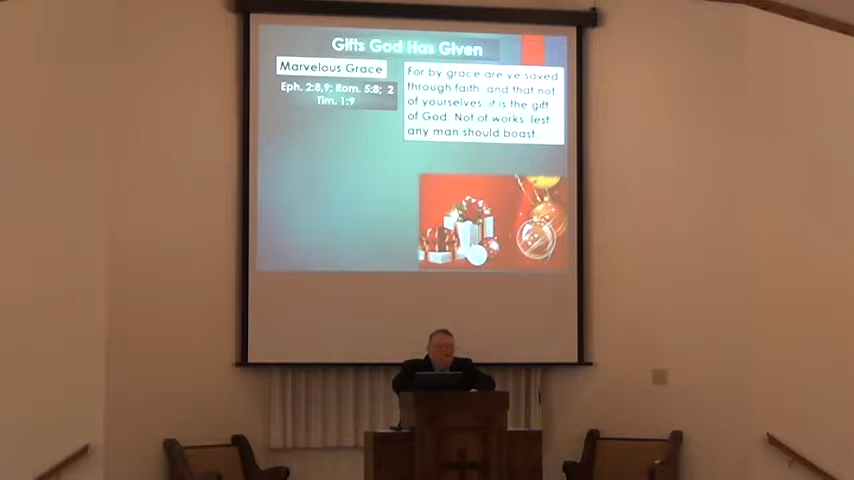 Gifts God Has Given
Marvelous Grace
Eph. 2:8,9; Rom. 5:8; 2
Tim. 1:9
For by grace are ye saved
through faith; and that not
of yourselves: it is the gift
of God: Not of works, lest
any man should boast.